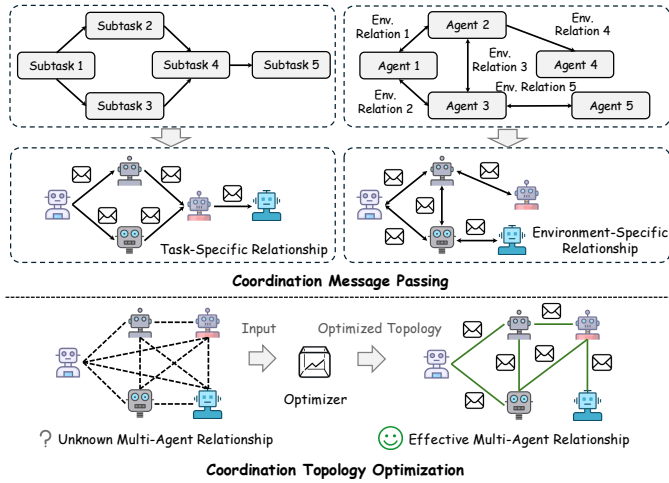 Subtask 2
Subtask 1
Subtask 4
Subtask 5
Subtask 3
Env.
Relation 1
Agent 2
Env.
Relation 4
Agent 1
Env.
Relation 3
Agent 4
Env.
Relation 2
Agent 3
Env. Relation 5
Agent 5
Task-Specific Relationship
Environment-Specific
Relationship
Coordination Message Passing
Input
Optimized Topology
Optimizer
? Unknown Multi-Agent Relationship
Effective Multi-Agent Relationship
Coordination Topology Optimization